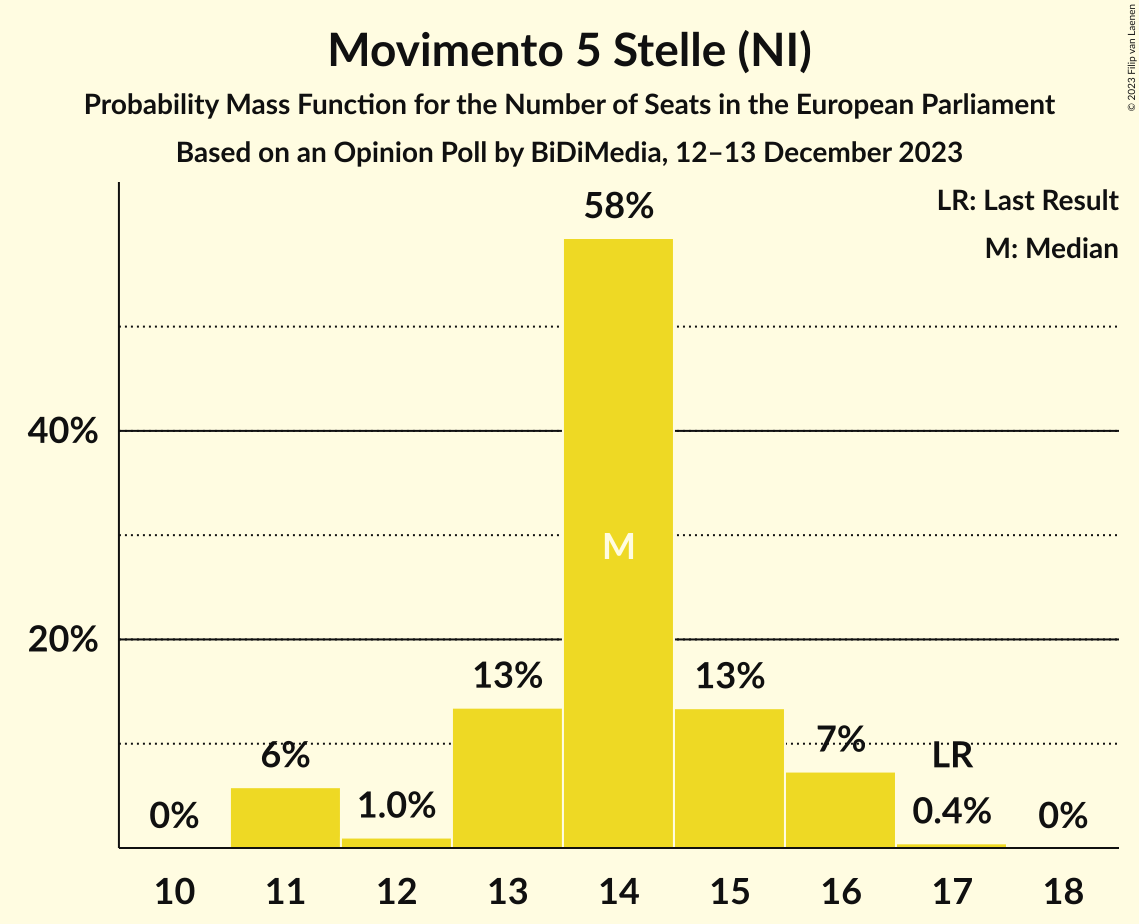 Movimento 5 Stelle (NI)
Probability Mass Function for the Number of Seats in the European Parliament
Based on an Opinion Poll by BiDiMedia, 12–13 December 2023
© 2023 Filip van Laenen
LR: Last Result
M: Median
58%
40%
M
20%
13%
13%
6%
7%
LR
0%
1.0%
0.4%
0%
10 11 12 13 14 15 16 17 18